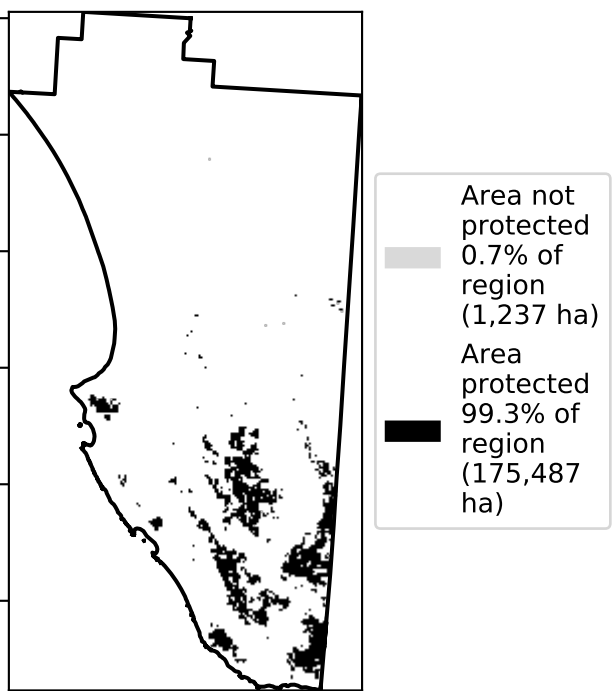 Area not
protected
0.7% of
region
(1,237 ha)
Area
protected
99.3% of
region
(175,487
ha)